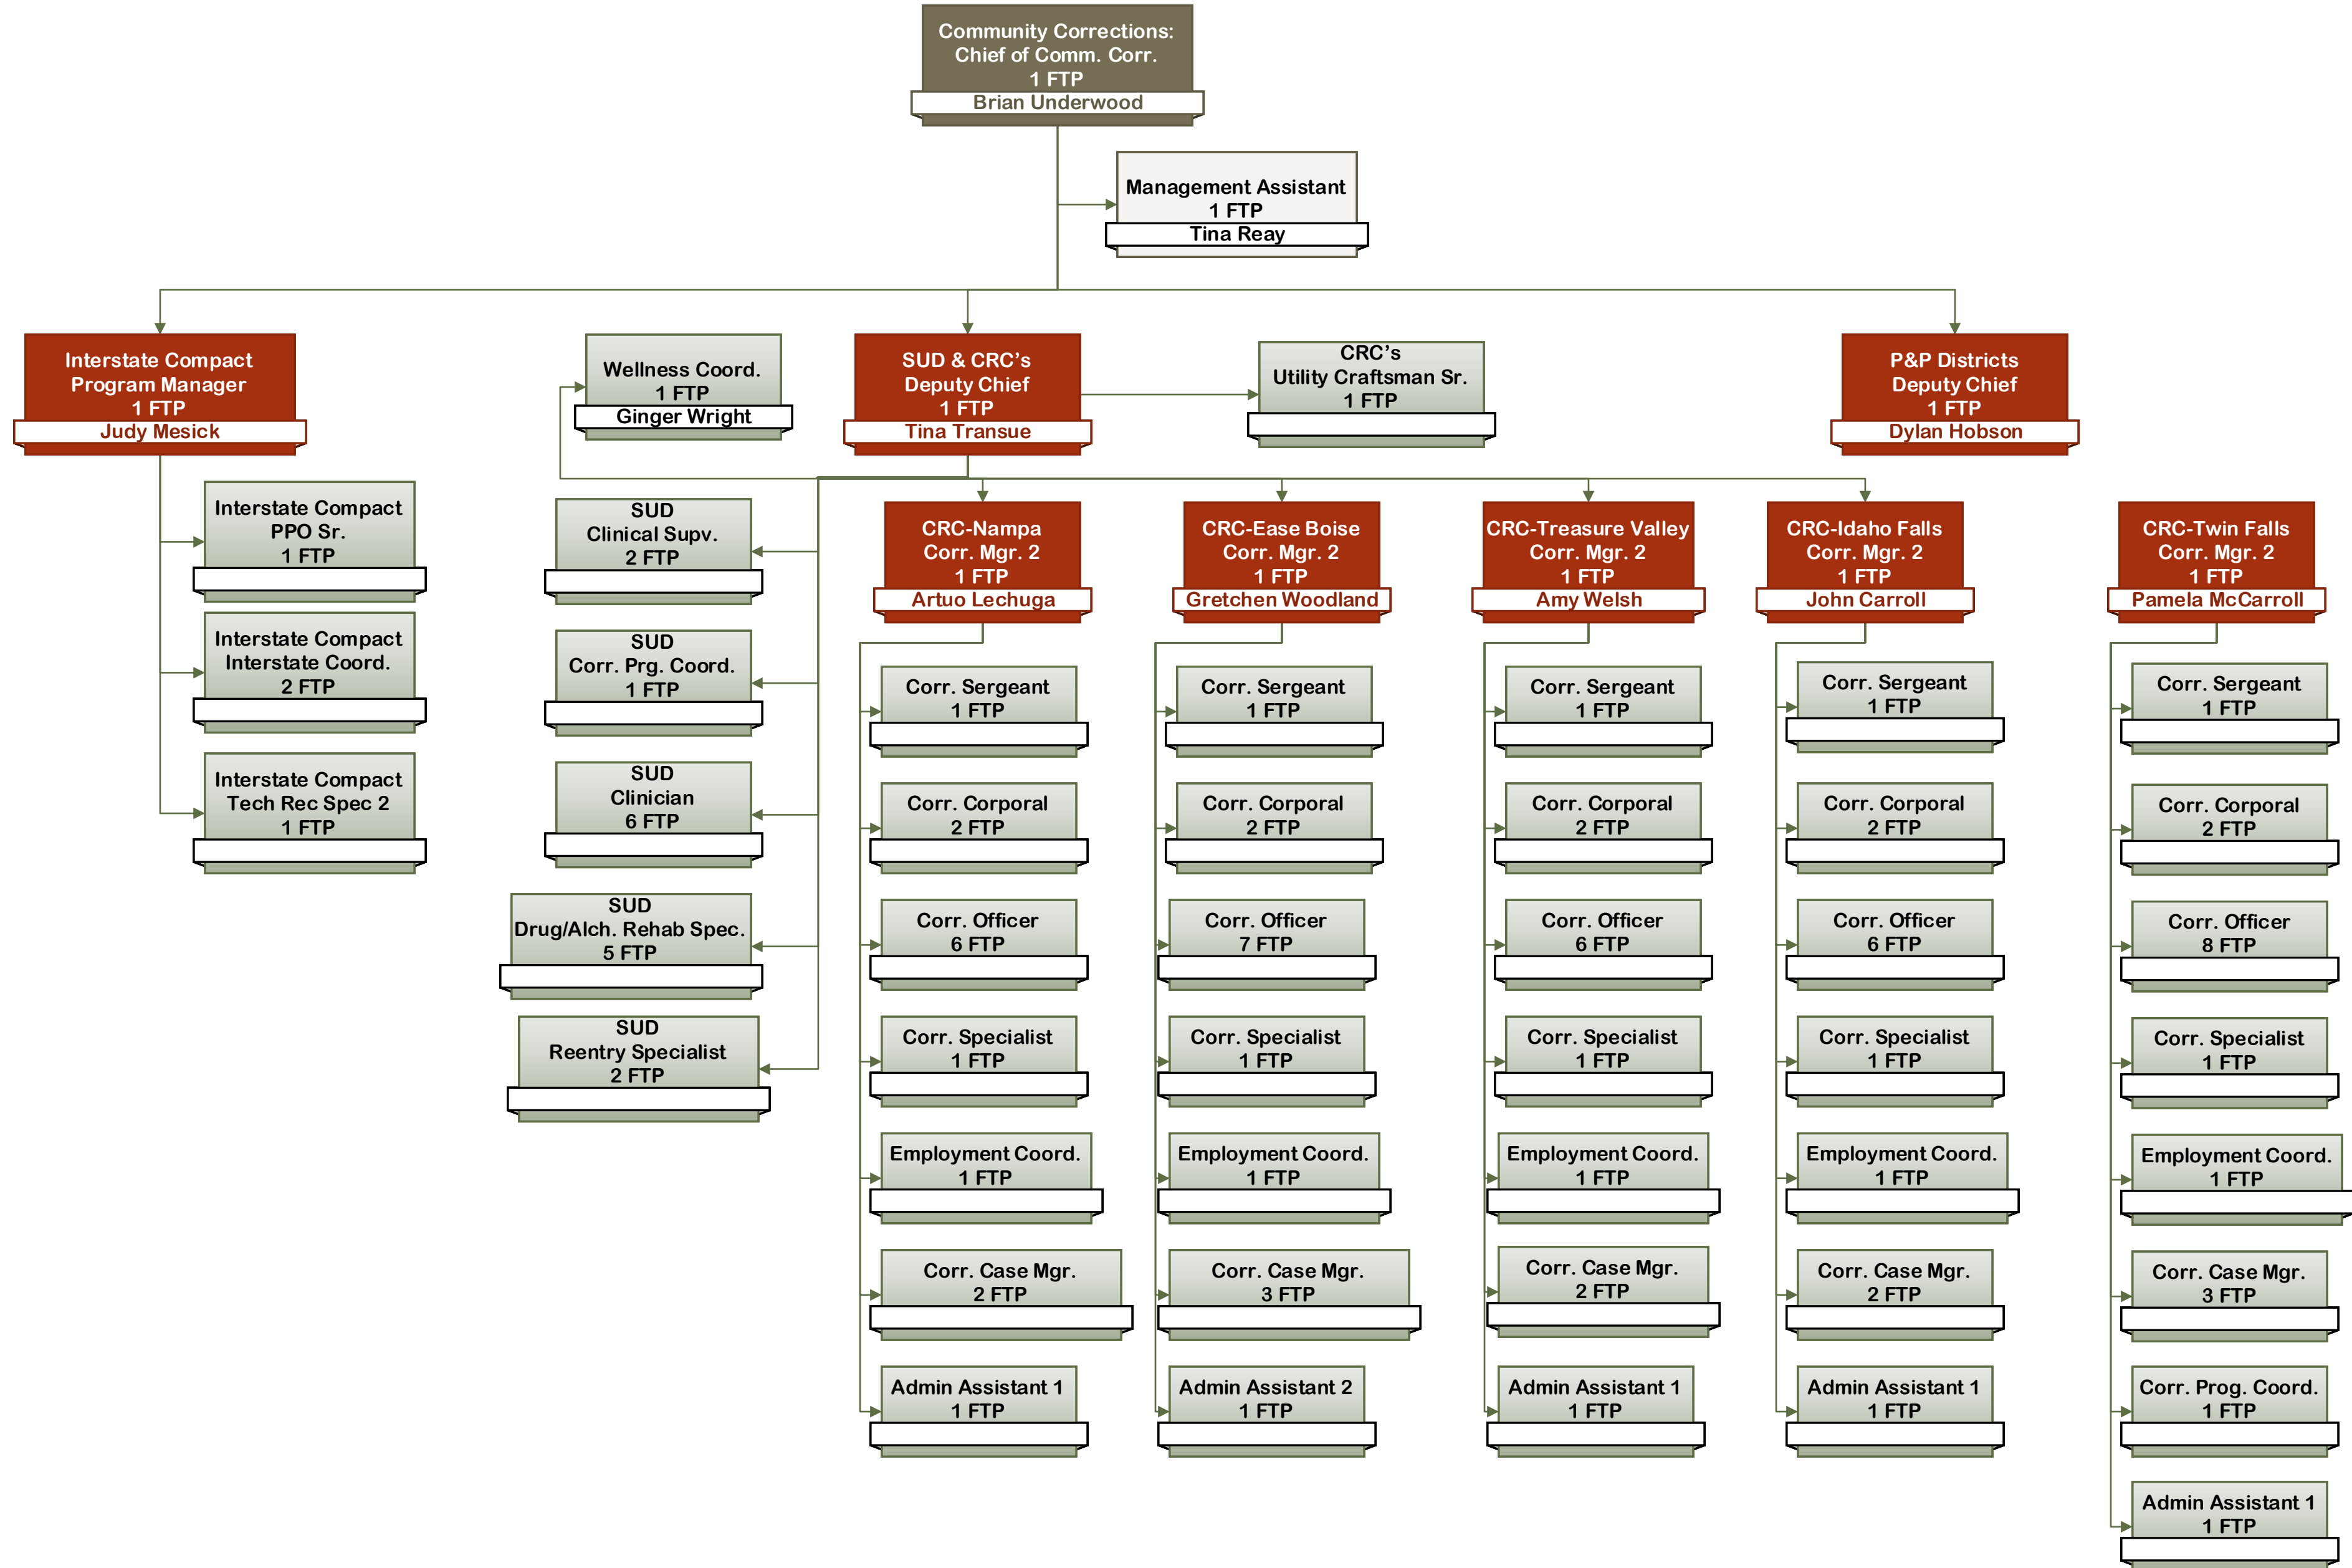 Community Corrections:
Chief of Comm. Corr.
1 FTP
Brian Underwood
Management Assistant
1 FTP
Tina Reay
Interstate Compact
Program Manager
1 FTP
Judy Mesick
Wellness Coord.
1 FTP
Ginger Wright
SUD & CRC’s
Deputy Chief
1 FTP
Tina Transue
CRC’s
Utility Craftsman Sr.
1 FTP
P&P Districts
Deputy Chief
1 FTP
Dylan Hobson
Interstate Compact
PPO Sr.
1 FTP
Interstate Compact
Interstate Coord.
2 FTP
Interstate Compact
Tech Rec Spec 2
1 FTP
SUD
Clinical Supv.
2 FTP
SUD
Corr. Prg. Coord.
1 FTP
SUD
Clinician
6 FTP
SUD
Drug/Alch. Rehab Spec.
5 FTP
SUD
Reentry Specialist
2 FTP
CRC-Nampa
Corr. Mgr. 2
1 FTP
Artuo Lechuga
Corr. Sergeant
1 FTP
Corr. Corporal
2 FTP
Corr. Officer
6 FTP
Corr. Specialist
1 FTP
Employment Coord.
1 FTP
Corr. Case Mgr.
2 FTP
Admin Assistant 1
1 FTP
CRC-Ease Boise
Corr. Mgr. 2
1 FTP
Gretchen Woodland
Corr. Sergeant
1 FTP
Corr. Corporal
2 FTP
Corr. Officer
7 FTP
Corr. Specialist
1 FTP
Employment Coord.
1 FTP
Corr. Case Mgr.
3 FTP
Admin Assistant 2
1 FTP
CRC-Treasure Valley
Corr. Mgr. 2
1 FTP
Amy Welsh
Corr. Sergeant
1 FTP
Corr. Corporal
2 FTP
Corr. Officer
6 FTP
Corr. Specialist
1 FTP
Employment Coord.
1 FTP
Corr. Case Mgr.
2 FTP
Admin Assistant 1
1 FTP
CRC-Idaho Falls
Corr. Mgr. 2
1 FTP
John Carroll
Corr. Sergeant
1 FTP
Corr. Corporal
2 FTP
Corr. Officer
6 FTP
Corr. Specialist
1 FTP
Employment Coord.
1 FTP
Corr. Case Mgr.
2 FTP
Admin Assistant 1
1 FTP
CRC-Twin Falls
Corr. Mgr. 2
1 FTP
Pamela McCarroll
Corr. Sergeant
1 FTP
Corr. Corporal
2 FTP
Corr. Officer
8 FTP
Corr. Specialist
1 FTP
Employment Coord.
1 FTP
Corr. Case Mgr.
3 FTP
Corr. Prog. Coord.
1 FTP
Admin Assistant 1
1 FTP